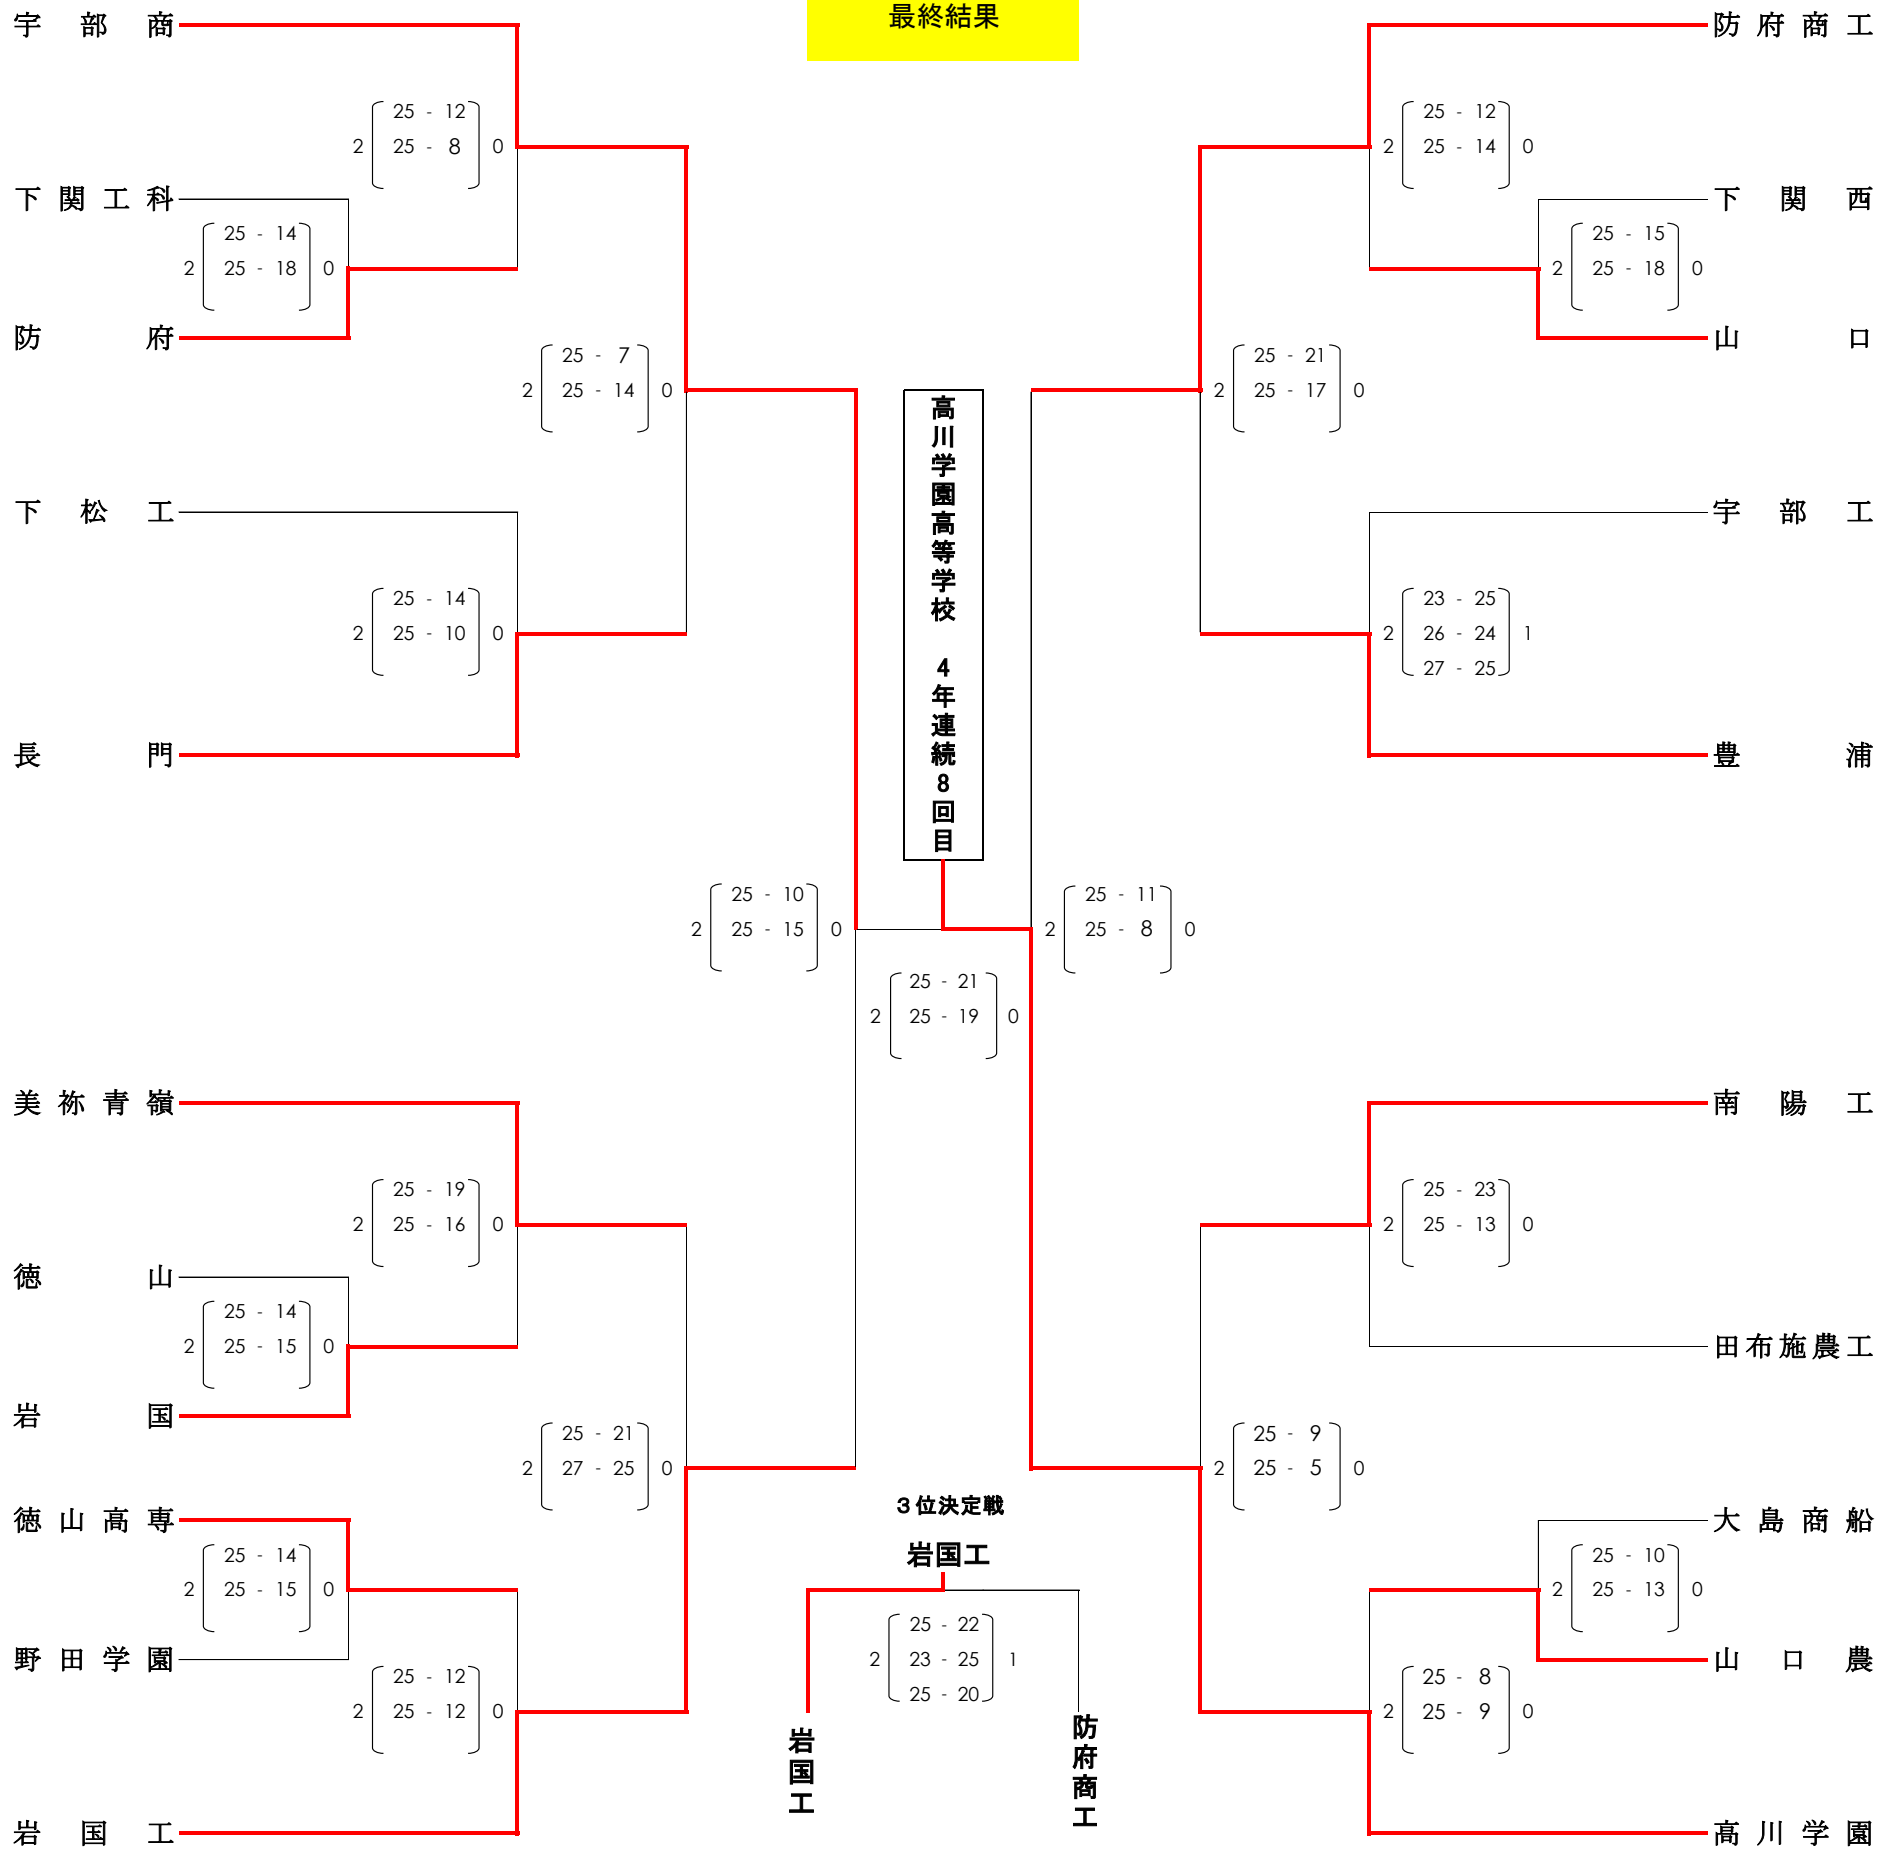 最終結果
宇部商
25 - 12
2 25 - 8 0
下関工科
25 - 14
2 25 - 18 0
防府
25 - 7
2 25 - 14 0
下松工
25 - 14
2 25 - 10 0
長門
25 - 10
2 25 - 15 0
美祢青嶺
25 - 19
2 25 - 16 0
徳山
25 - 14
2 25 - 15 0
岩国
25 - 21
2 27 - 25 0
徳山高専
25 - 14
2 25 - 15 0
野田学園
25 - 12
2 25 - 12 0
岩国工
高川学園高等学校 4年連続8回目
25 - 21
2 25 - 19 0
3位決定戦
岩国工
25 - 22
2 23 - 25 1
25 - 20
岩国工
防府商工
防府商工
25 - 12
2 25 - 14 0
下関西
25 - 15
2 25 - 18 0
山口
25 - 21
2 25 - 17 0
宇部工
23 - 25
2 26 - 24 1
27 - 25
豊浦
25 - 11
2 25 - 8 0
南陽工
25 - 23
2 25 - 13 0
田布施農工
25 - 9
2 25 - 5 0
大島商船
25 - 10
2 25 - 13 0
山口農
25 - 8
2 25 - 9 0
高川学園